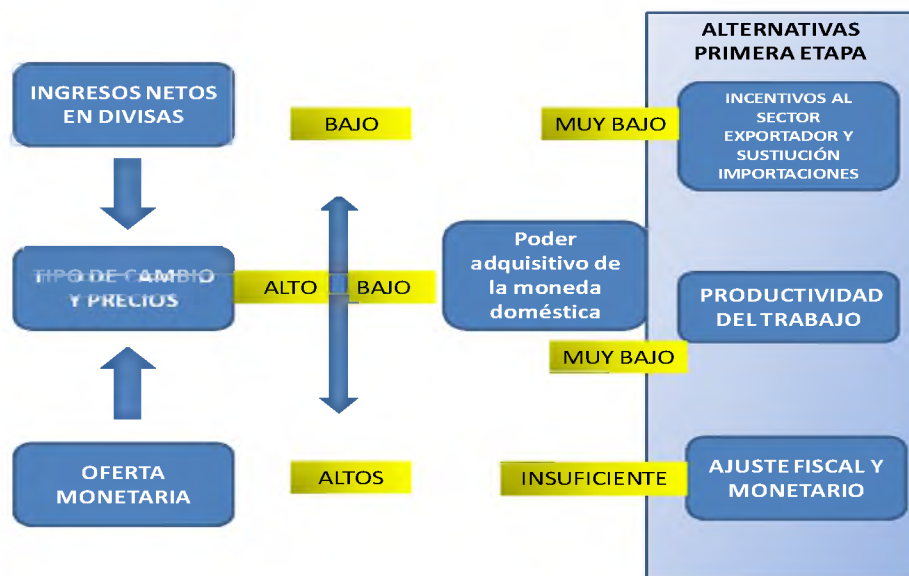 ALTERNATIVAS
PRIMERA ETAPA
INGRESOS NETOS
EN DIVISAS
BAJO
MUY BAJO
INCENTIVOS AL
SECTOR
EXPORTADOR Y
SUSTIUCIÓN
IMPORTACIONES
TIPO DE CAMBIO
Y PRECIOS
ALTO
BAJO
Poder
adquisitivo de
la moneda
doméstica
PRODUCTIVIDAD
DEL TRABAJO
MUY BAJO
OFERTA
MONETARIA
ALTOS
INSUFICIENTE
AJUSTE FISCAL Y
MONETARIO